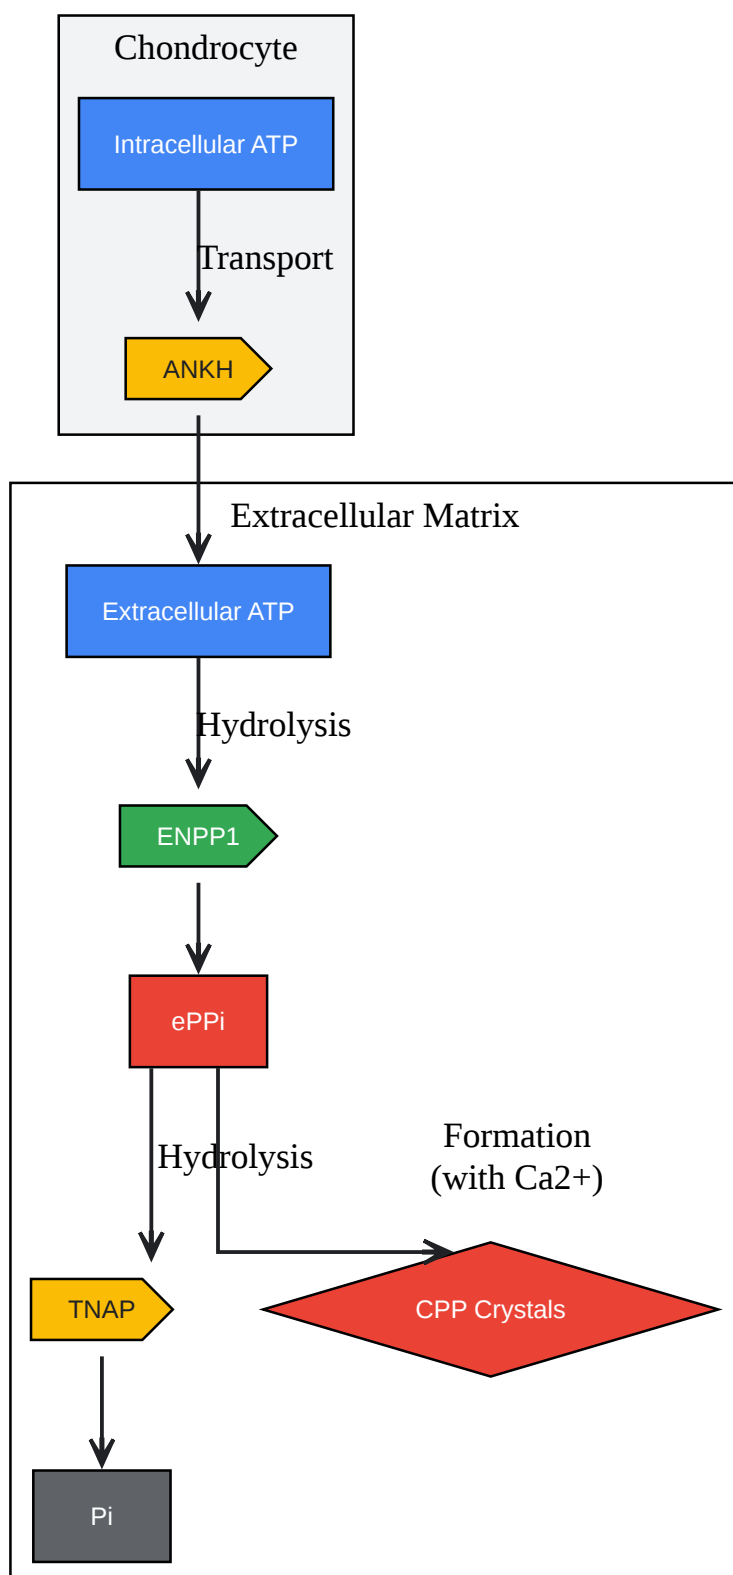 Chondrocyte
Intracellular ATP
Transport
ANKH
Extracellular Matrix
Extracellular ATP
Hydrolysis
ENPP1
ePPi
Hydrolysis
Formation
(with Ca2+)
TNAP
CPP Crystals
Pi